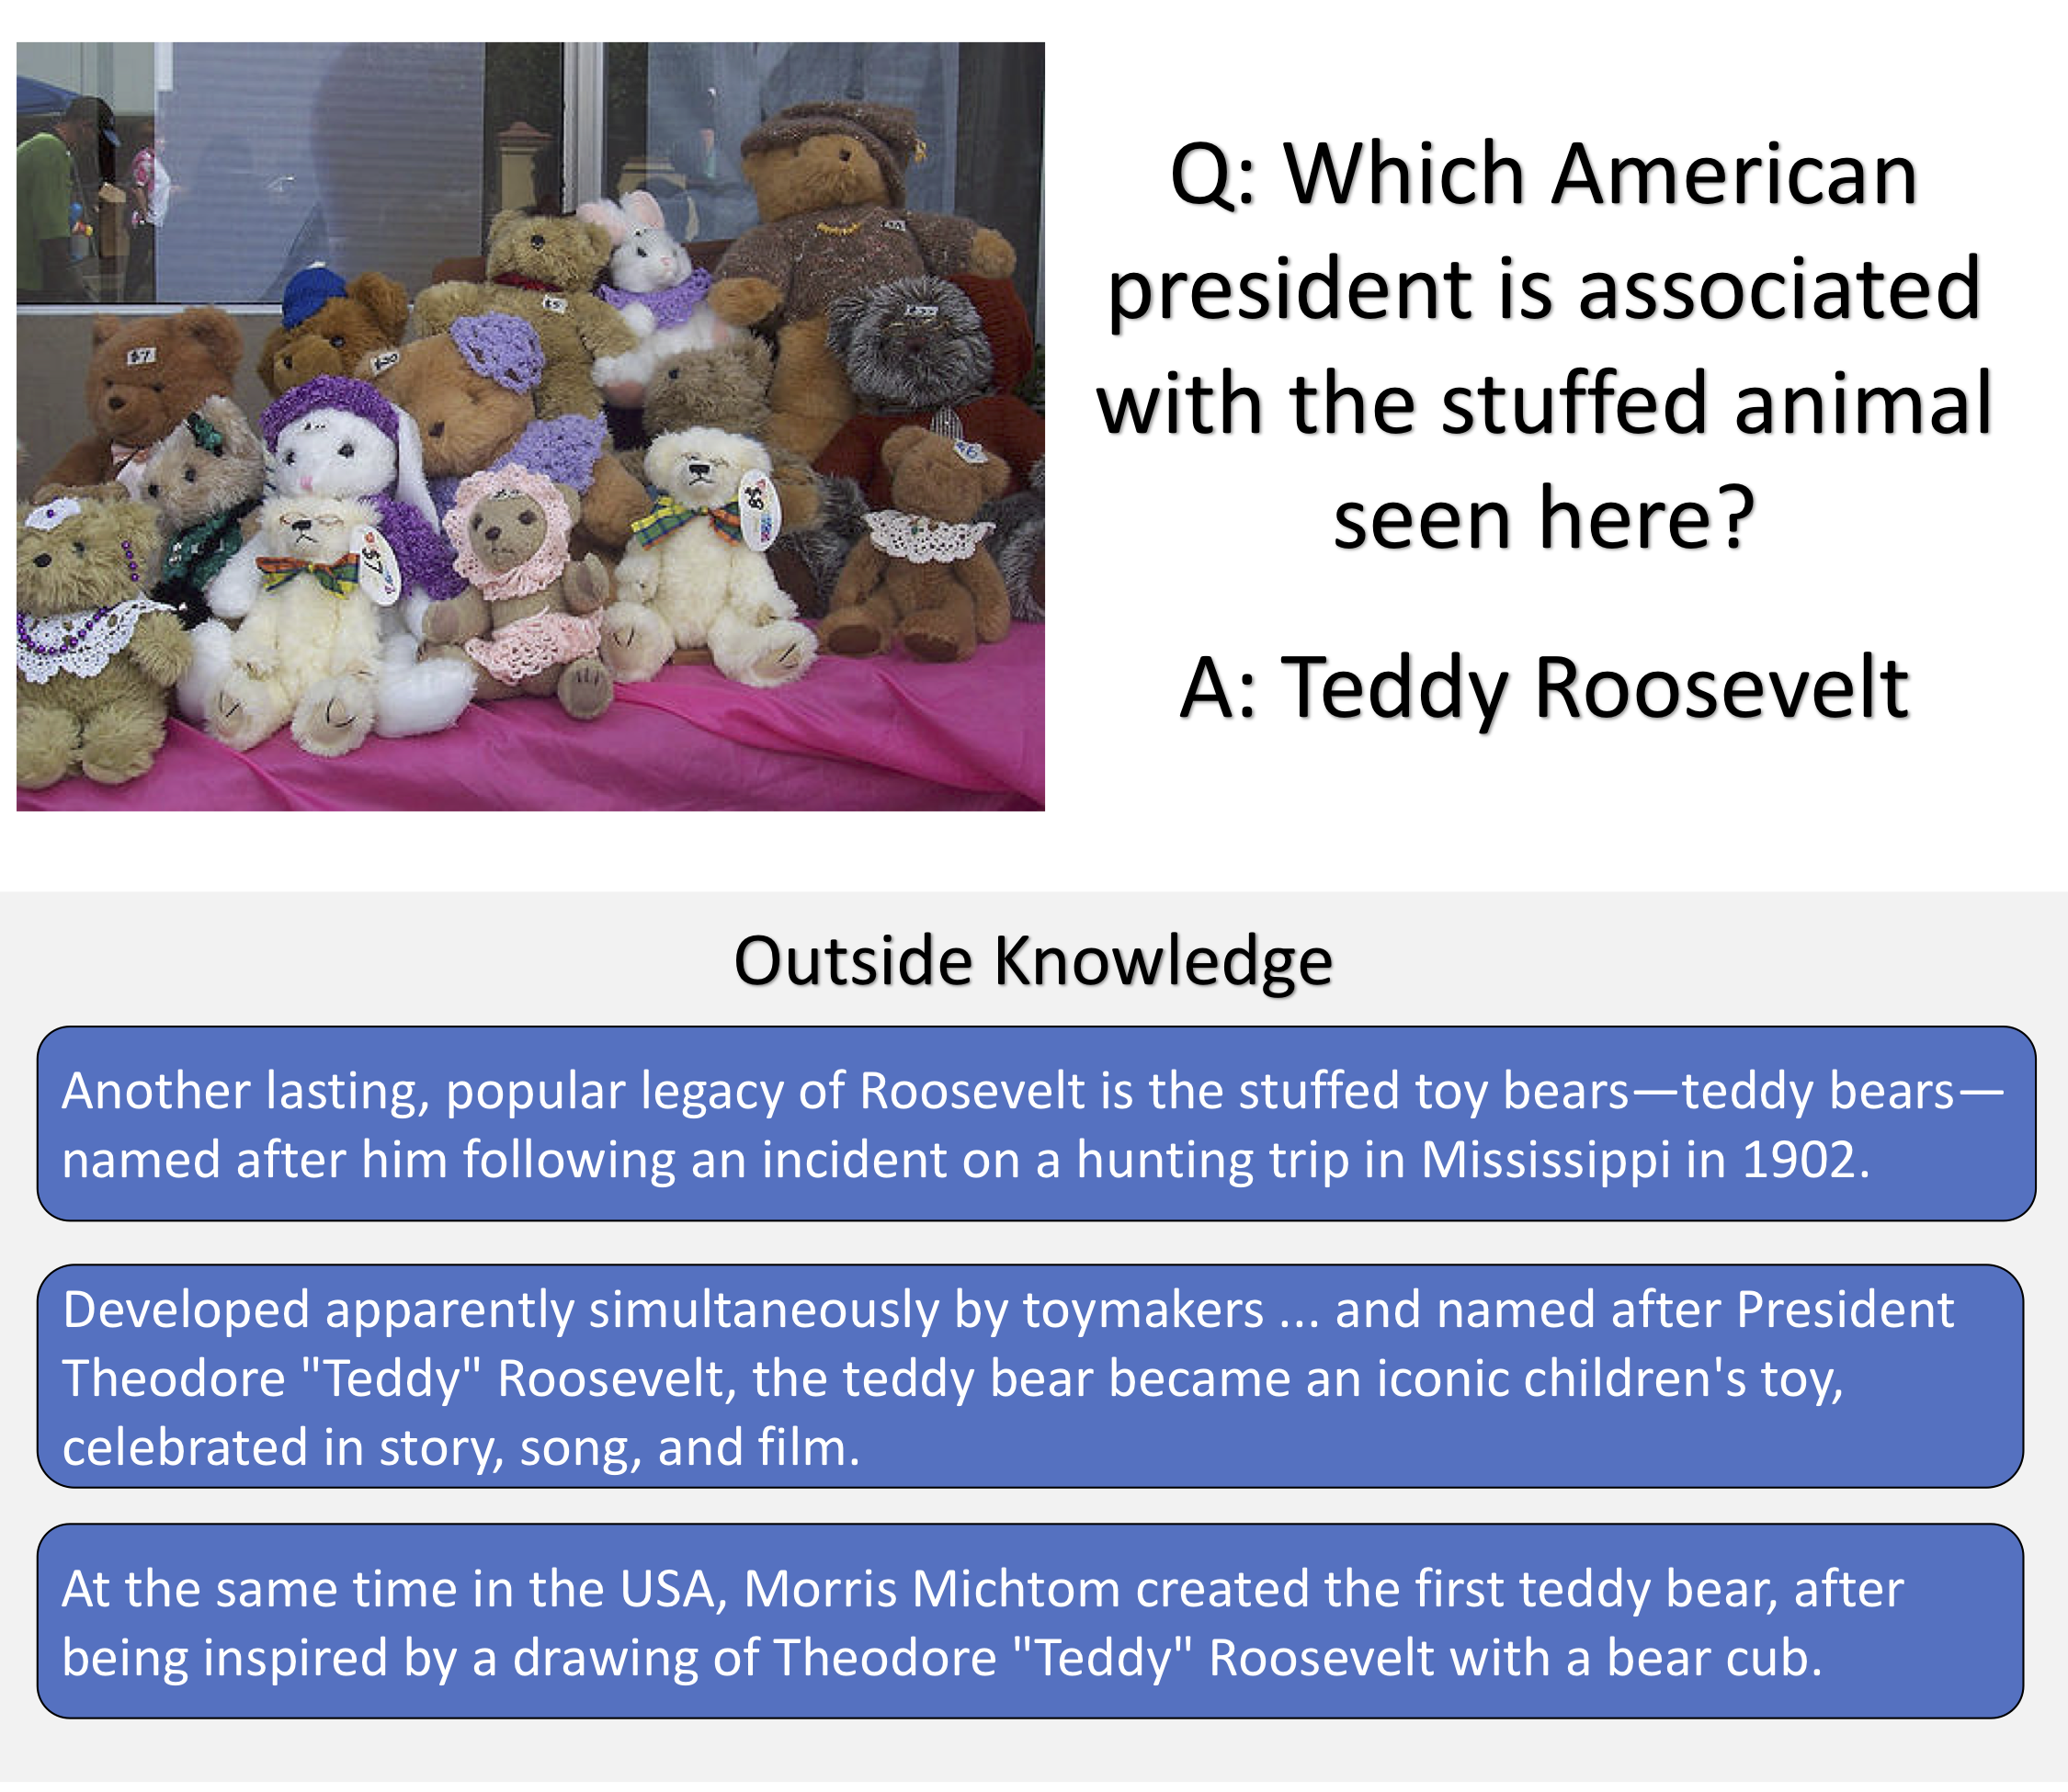 Q: Which American
president is associated
with the stuffed animal
seen here?
A: Teddy Roosevelt
$7
$7
Outside Knowledge
Another lasting, popular legacy of Roosevelt is the stuffed toy bears—teddy bears—
named after him following an incident on a hunting trip in Mississippi in 1902.
Developed apparently simultaneously by toymakers ... and named after President
Theodore "Teddy" Roosevelt, the teddy bear became an iconic children's toy,
celebrated in story, song, and film.
At the same time in the USA, Morris Michtom created the first teddy bear, after
being inspired by a drawing of Theodore "Teddy" Roosevelt with a bear cub.